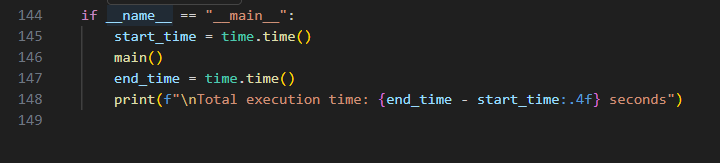 144 if __name__ == "__main__":
145     start_time = time.time()
146     main()
147     end_time = time.time()
148     print(f"\nTotal execution time: {end_time - start_time:.4f} seconds")
149